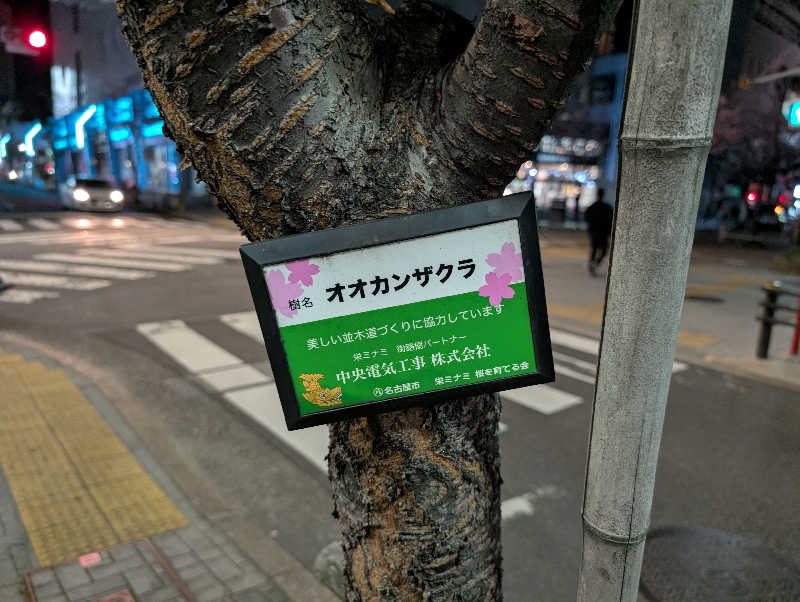 樹名 オオカンザクラ
美しい並木道づくりに協力しています
栄ミナミ 街路樹パートナー
中央電気工事 株式会社
名古屋市 栄ミナミ 桜を育てる会